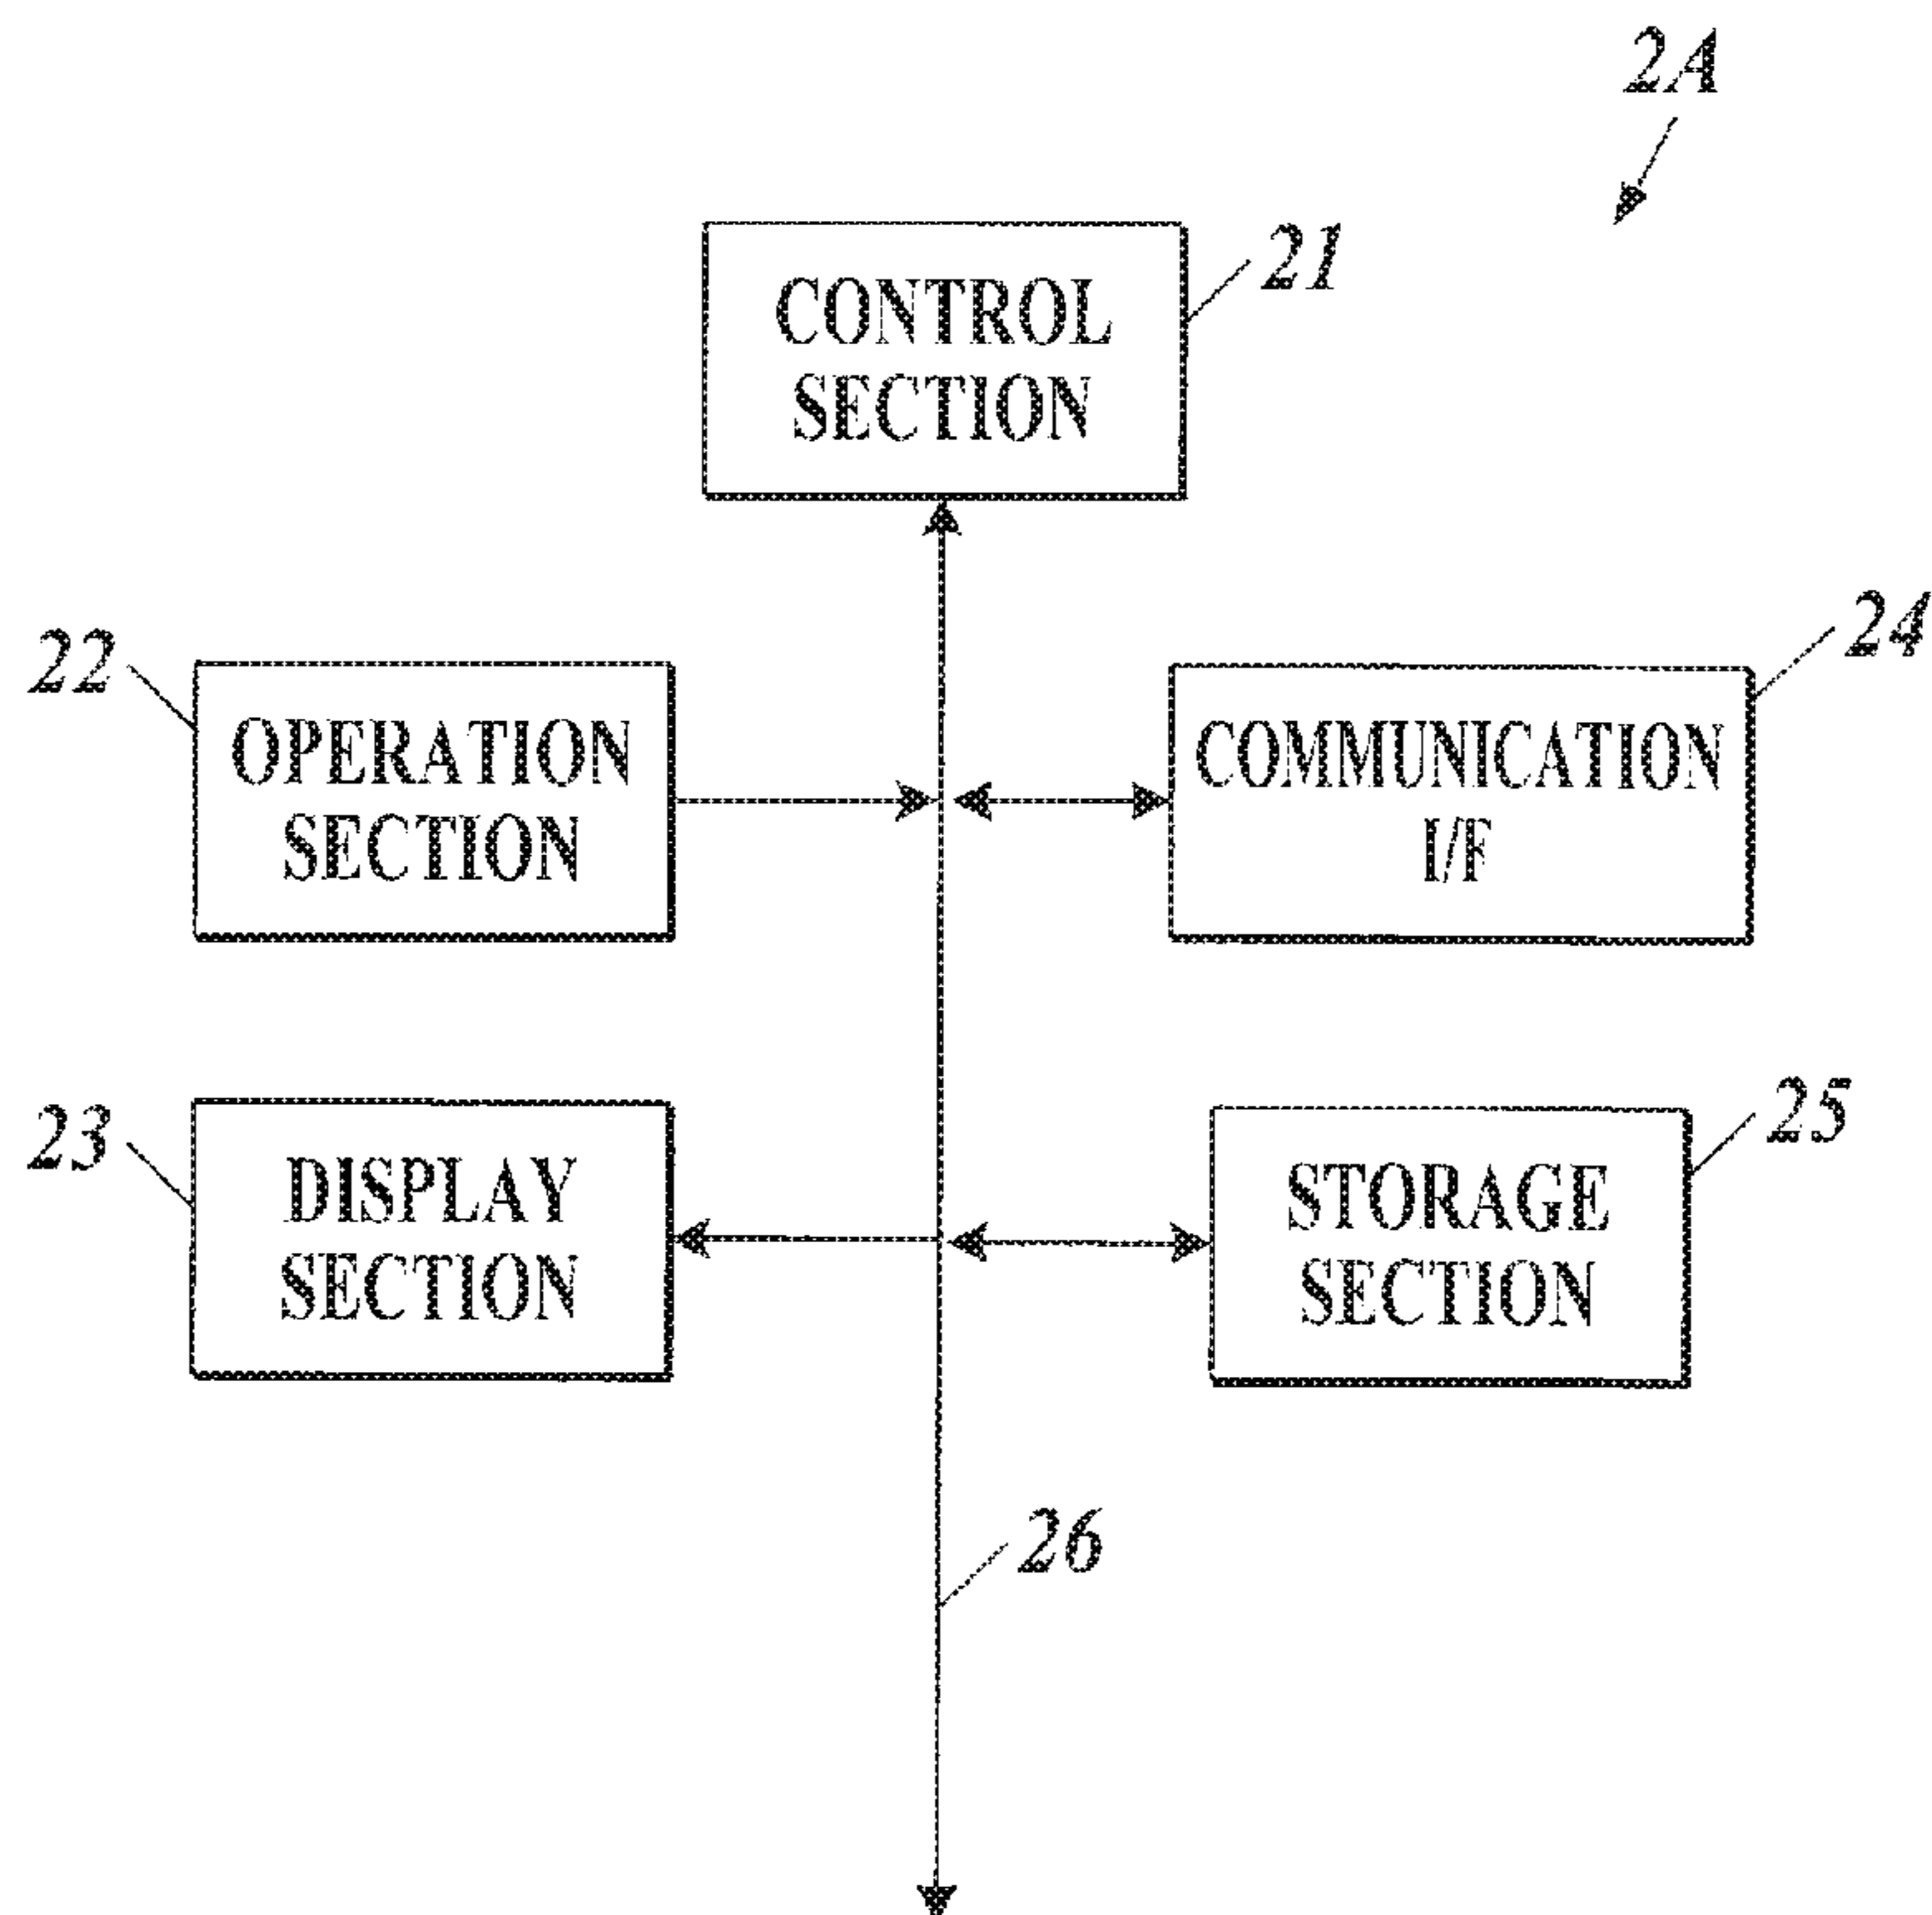 2A
CONTROL
SECTION
21
22
OPERATION
SECTION
24
COMMUNICATION
I/F
23
DISPLAY
SECTION
25
STORAGE
SECTION
26